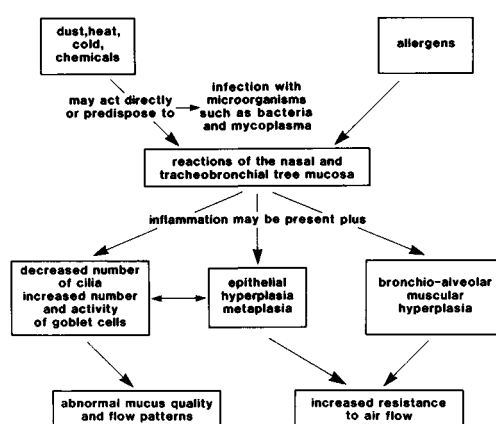 dust,heat,
cold,
chemicals
allergens
may act directly
or predispose to
infection with
microorganisms
such as bacteria
and mycoplasma
reactions of the nasal and
tracheobronchial tree mucosa
inflammation may be present plus
decreased number
of cilia
increased number
and activity
of goblet cells
epithelial
hyperplasia
metaplasia
bronchio-alveolar
muscular
hyperplasia
abnormal mucus quality
and flow patterns
increased resistance
to air flow